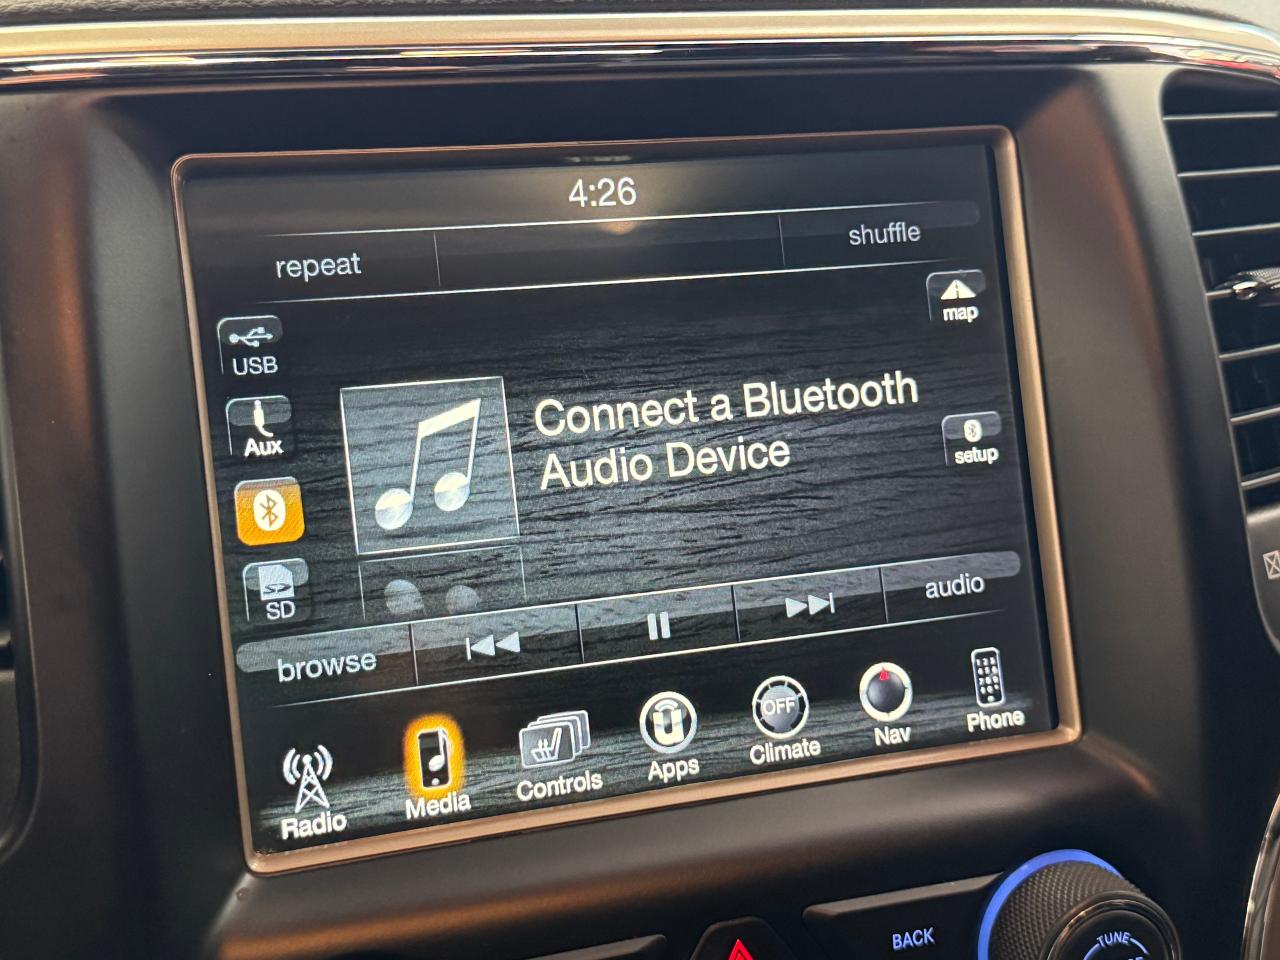 4:26
repeat
shuffle
map
USB
Aux
Connect a Bluetooth
Audio Device
setup
SD
browse
audio
Radio
Media
Controls
Apps
OFF
Climate
Nav
Phone
BACK
TUNE